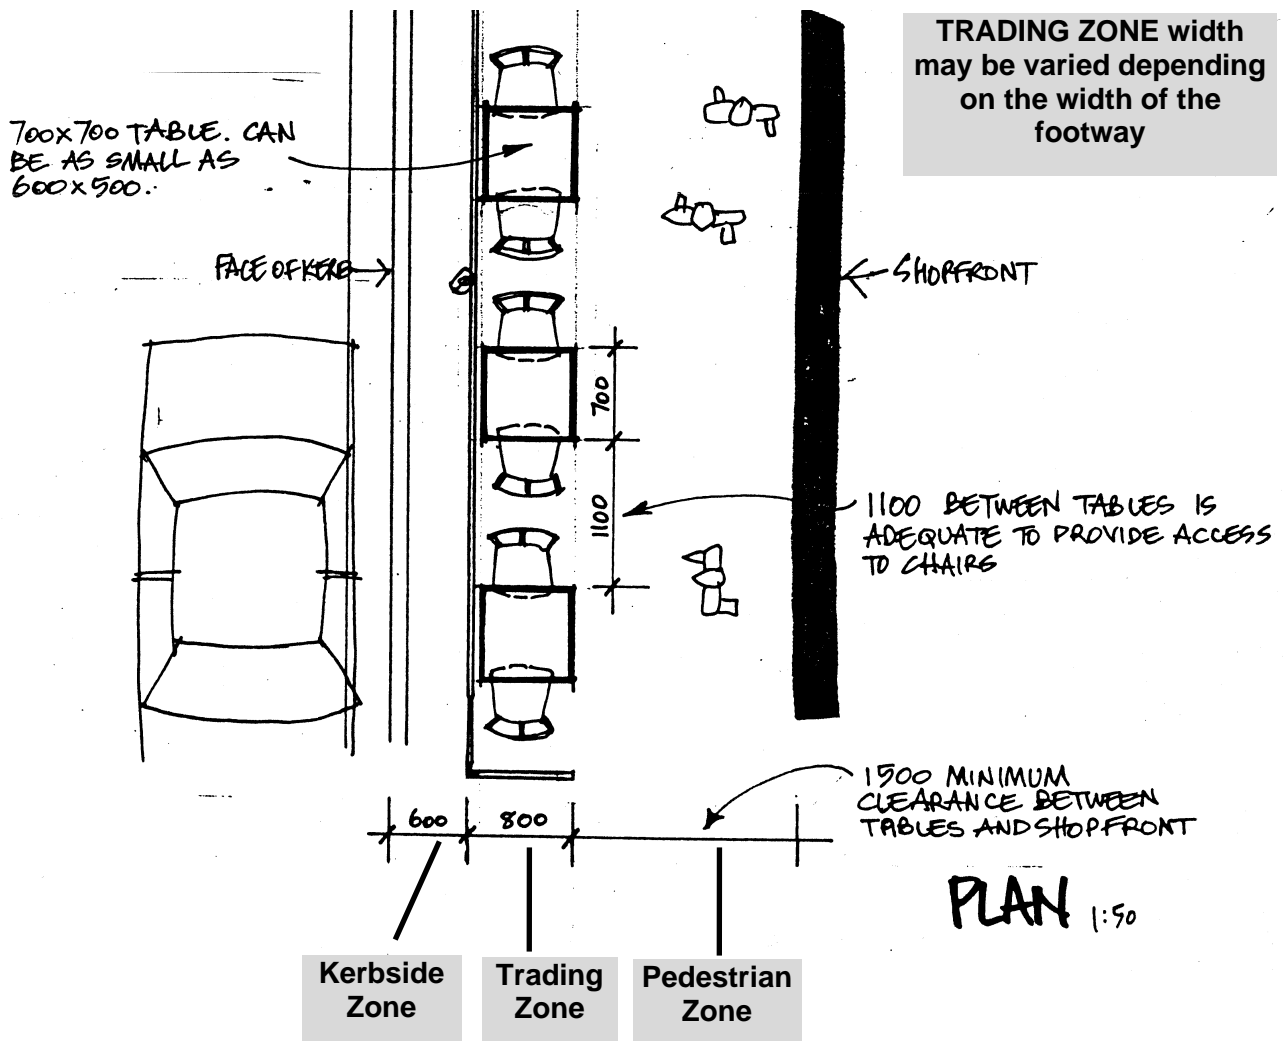 TRADING ZONE width
may be varied depending
on the width of the
footway
700x700 TABLE. CAN
BE AS SMALL AS
600x500.
FACE OF KERB
SHOPFRONT
700
1100
1100 BETWEEN TABLES IS
ADEQUATE TO PROVIDE ACCESS
TO CHAIRS
1500 MINIMUM
CLEARANCE BETWEEN
TABLES AND SHOPFRONT
600
800
PLAN 1:50
Kerbside
Zone
Trading
Zone
Pedestrian
Zone